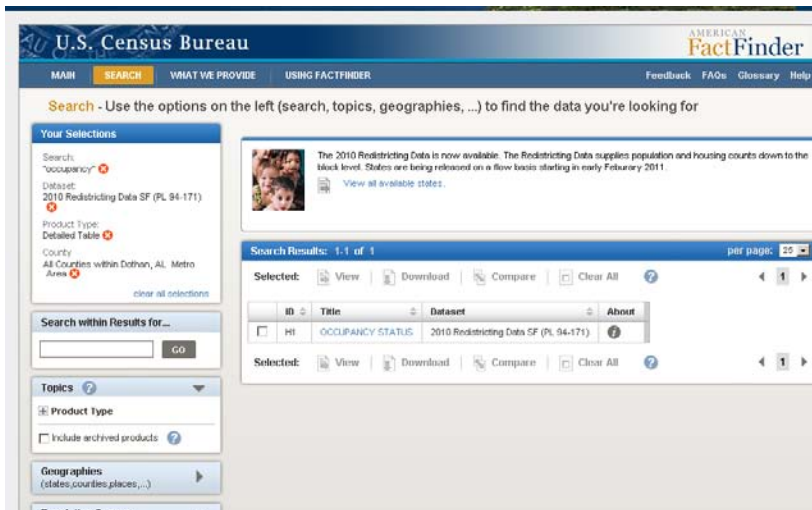 U.S. Census Bureau
AMERICAN
FactFinder
MAIN SEARCH WHAT WE PROVIDE USING FACTFINDER Feedback FAQs Glossary Help
Search - Use the options on the left (search, topics, geographies, ...) to find the data you're looking for
Your Selections
Search:
"occupancy"
Dataset:
2010 Redistricting Data SF (PL 94-171)
Product Type:
Detailed Table
County
All Counties within Dothan, AL Metro
Area
clear all selections
Search within Results for...
GO
Topics ?
Product Type
Include archived products ?
Geographies
(states,counties,places,...)
The 2010 Redistricting Data is now available. The Redistricting Data supplies population and housing counts down to the
block level. States are being released on a flow basis starting in early Feburary 2011.
View all available states.
Search Results: 1-1 of 1 per page: 25
Selected: View Download Compare Clear All ? 1
ID Title Dataset About
H1 OCCUPANCY STATUS 2010 Redistricting Data SF (PL 94-171) i
Selected: View Download Compare Clear All ? 1